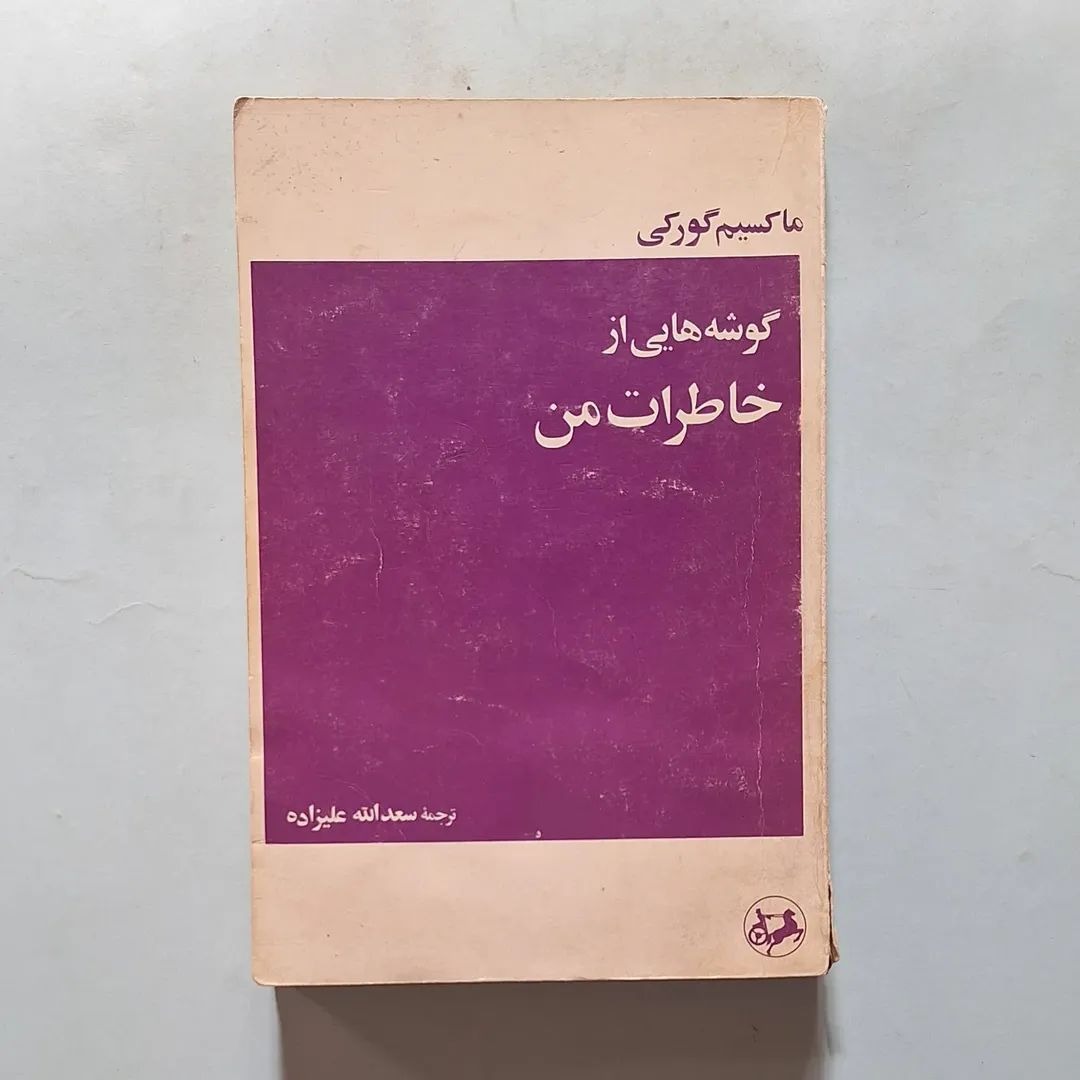 ماکسیم گورکی
گوشه‌هایی از
خاطرات من
ترجمهٔ سعدالله علیزاده